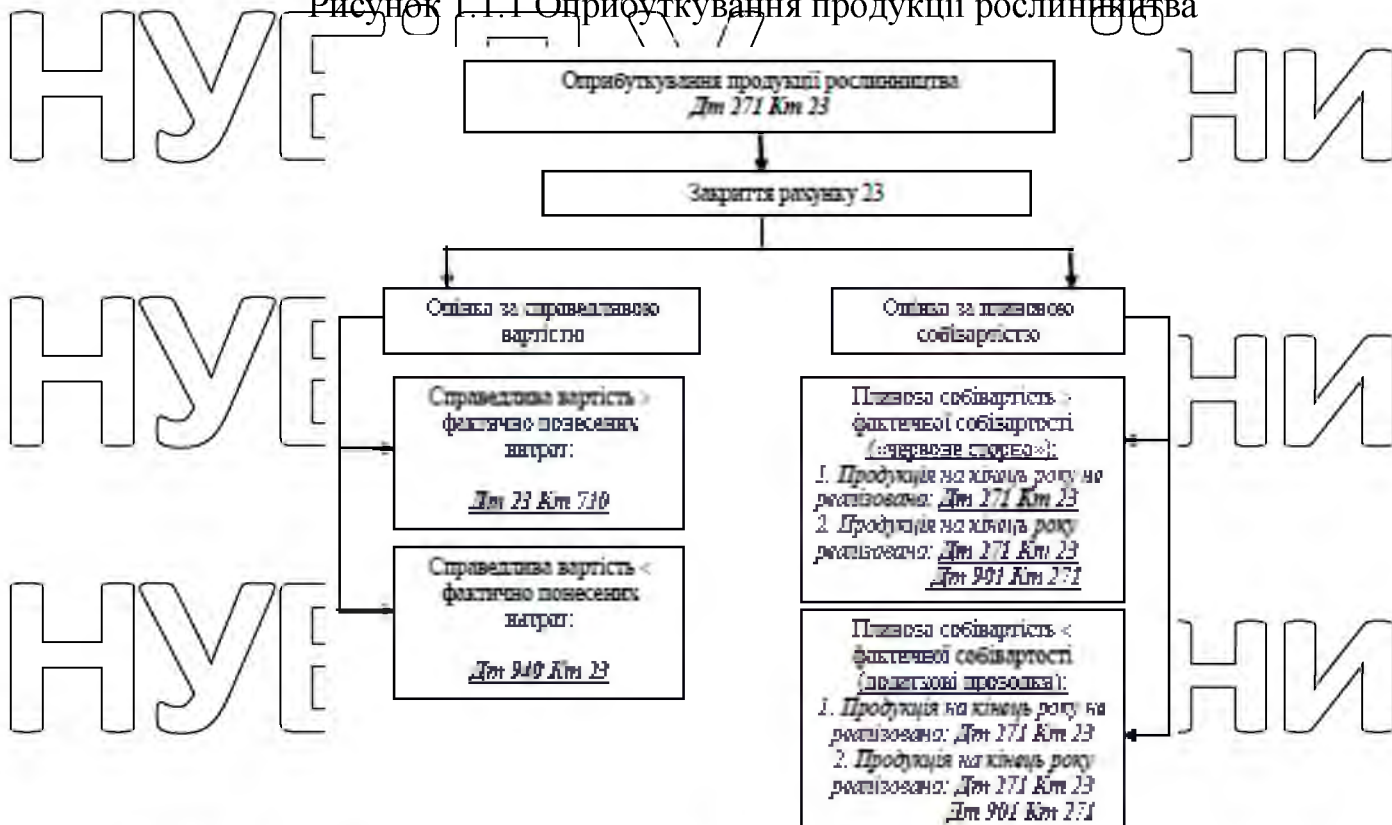 Рисунок 1.1.1 Оприбуткування продукції рослинництва
Оприбуткування продукції рослинництва
Дт 271 Кт 23
Закриття рахунку 23
Оцінка за справедливою
вартістю
Справедлива вартість >
фактично понесених
витрат:
Дт 23 Кт 710
Справедлива вартість <
фактично понесених
витрат:
Дт 940 Кт 23
Оцінка за плановою
собівартістю
Планова собівартість >
фактичної собівартості
(«червоне сторно»):
1. Продукція на кінець року не
реалізована: Дт 271 Кт 23
2. Продукція на кінець року
реалізована: Дт 271 Кт 23
Дт 901 Кт 271
Планова собівартість <
фактичної собівартості
(додаткові проводки):
1. Продукція на кінець року не
реалізована: Дт 271 Кт 23
2. Продукція на кінець року
реалізована: Дт 271 Кт 23
Дт 901 Кт 271